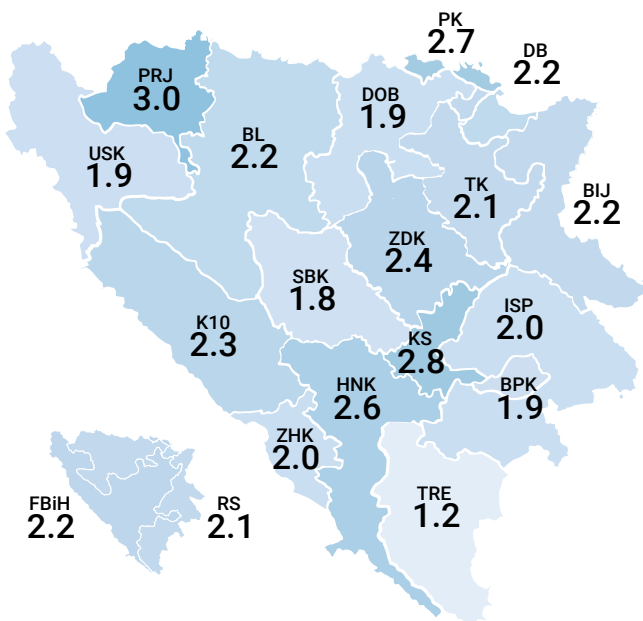 PK
2.7
DB
2.2
PRJ
3.0
DOB
1.9
BL
2.2
USK
1.9
TK
2.1
BIJ
2.2
ZDK
2.4
SBK
1.8
ISP
2.0
K10
2.3
KS
2.8
HNK
2.6
BPK
1.9
ZHK
2.0
TRE
1.2
FBiH
2.2
RS
2.1